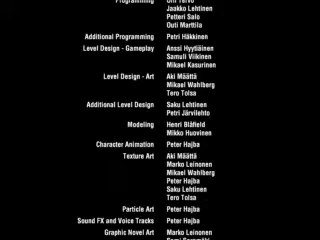 Programming
Jaakko Lehtinen
Petteri Salo
Outi Marttila
Additional Programming Petri Häkkinen
Level Design - Gameplay Anssi Hyytiäinen
Samuli Viikinen
Mikael Kasurinen
Level Design - Art Aki Määttä
Mikael Wahlberg
Tero Tolsa
Additional Level Design Saku Lehtinen
Petri Järvilehto
Modeling Henri Blåfield
Mikko Huovinen
Character Animation Peter Hajba
Texture Art Aki Määttä
Marko Leinonen
Mikael Wahlberg
Peter Hajba
Saku Lehtinen
Tero Tolsa
Particle Art Peter Hajba
Sound FX and Voice Tracks Peter Hajba
Graphic Novel Art Marko Leinonen